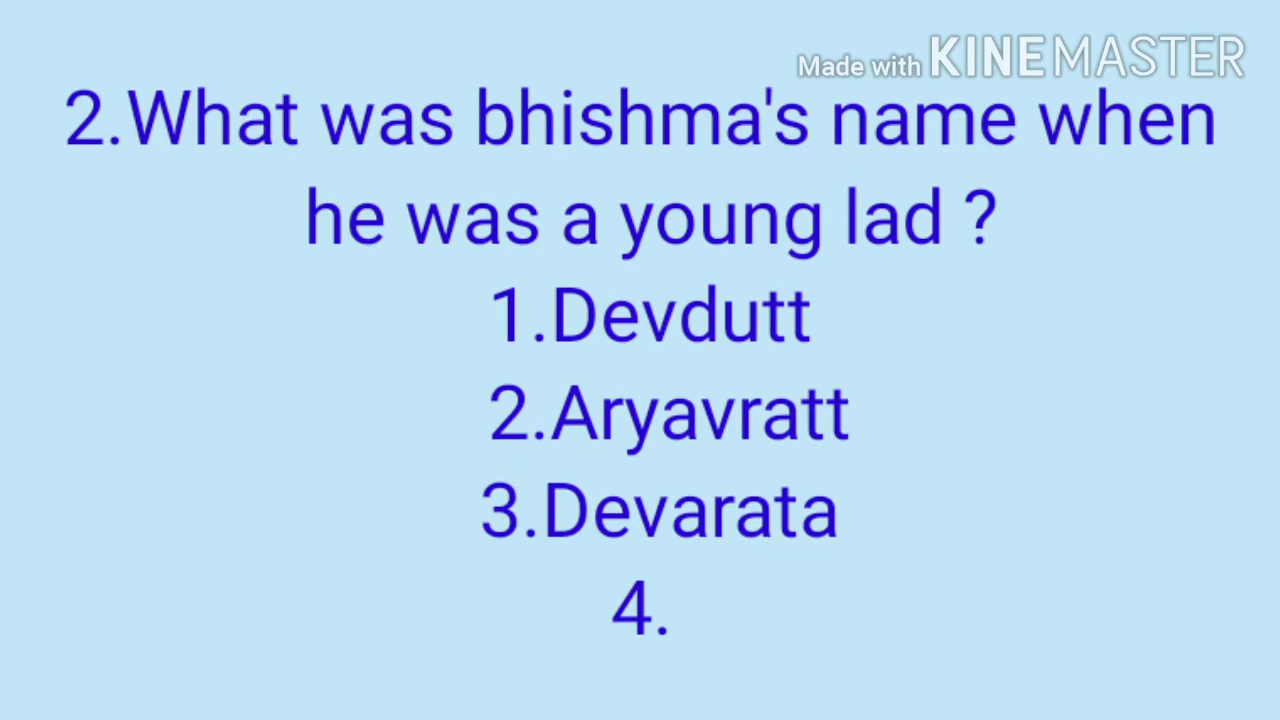 Made with KINEMASTER
2.What was bhishma's name when
he was a young lad ?
1.Devdutt
2.Aryavratt
3.Devarata
4.